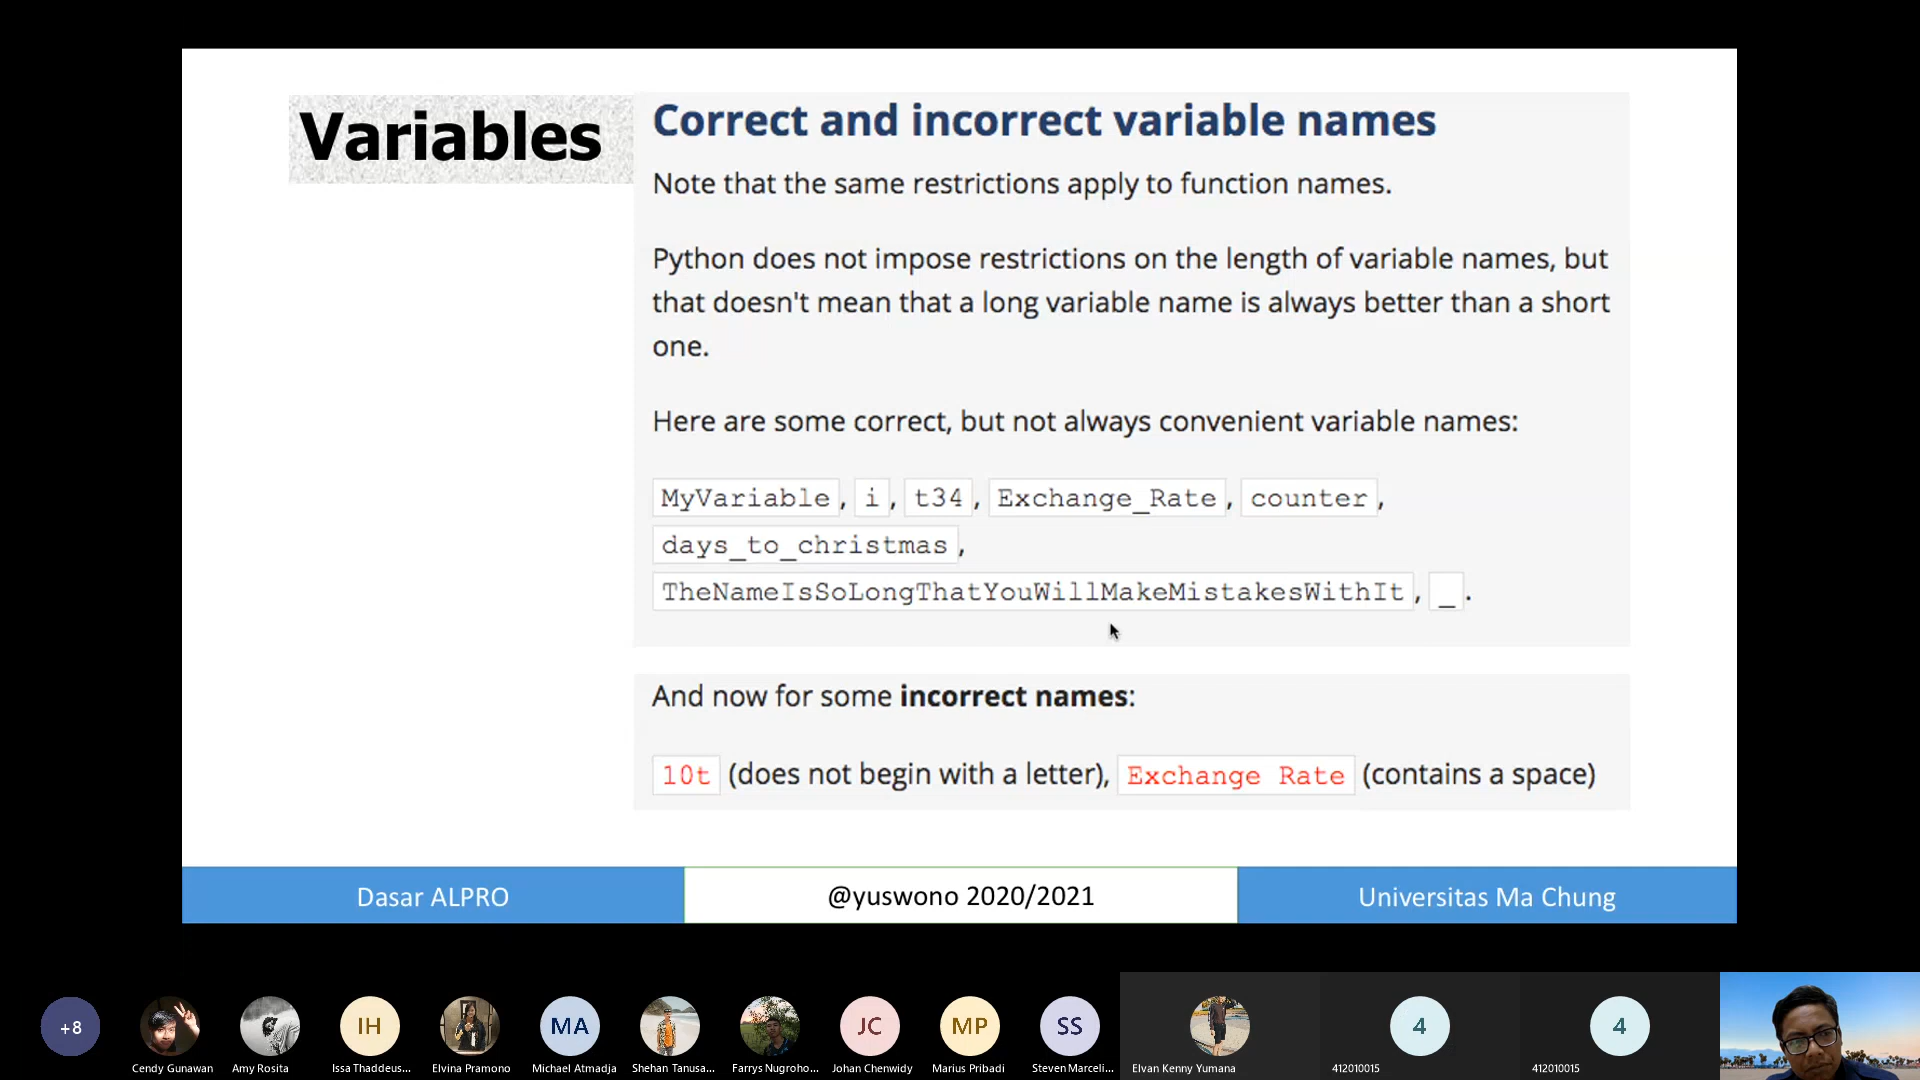 Variables
Correct and incorrect variable names
Note that the same restrictions apply to function names.
Python does not impose restrictions on the length of variable names, but
that doesn't mean that a long variable name is always better than a short
one.
Here are some correct, but not always convenient variable names:
MyVariable, i, t34, Exchange_Rate, counter,
days_to_christmas,
TheNameIsSoLongThatYouWillMakeMistakesWithIt, _.
And now for some incorrect names:
10t (does not begin with a letter), Exchange Rate (contains a space)
Dasar ALPRO
@yuswono 2020/2021
Universitas Ma Chung
+8
IH
MA
JC
MP
SS
4
4
Cendy Gunawan
Amy Rosita
Issa Thaddeus...
Elvina Pramono
Michael Atmadja
Shehan Tanusa...
Farrys Nugroho...
Johan Chenwidy
Marius Pribadi
Steven Marceli...
Elvan Kenny Yumana
412010015
412010015